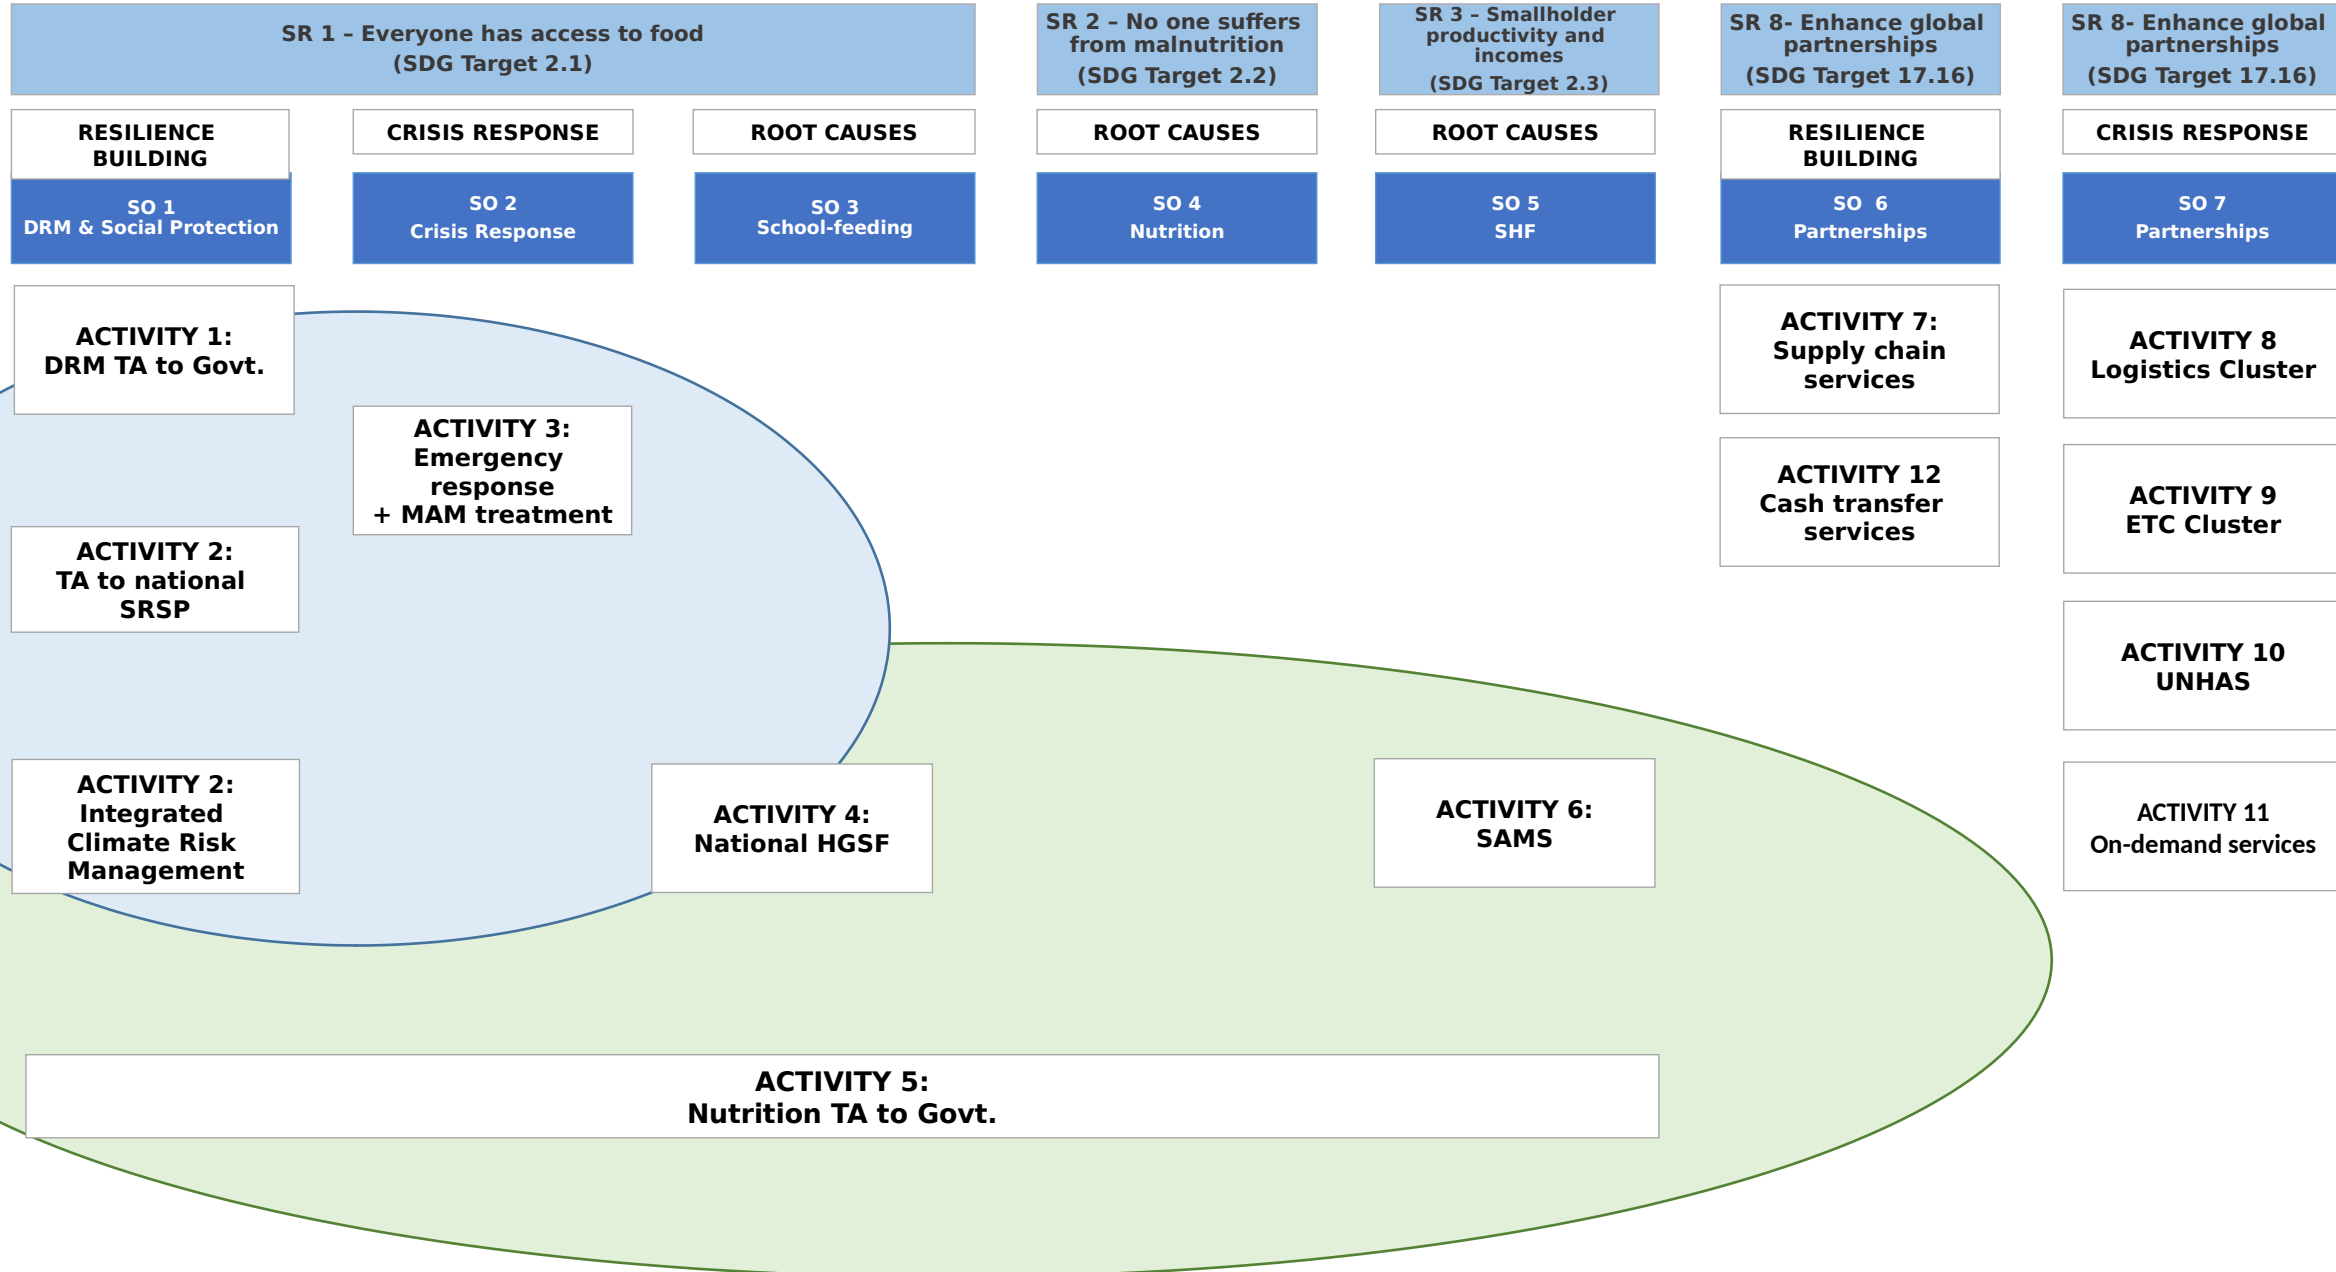 SR 1 – Everyone has access to food
(SDG Target 2.1)
SR 2 – No one suffers
from malnutrition
(SDG Target 2.2)
SR 3 – Smallholder
productivity and
incomes
(SDG Target 2.3)
SR 8- Enhance global
partnerships
(SDG Target 17.16)
SR 8- Enhance global
partnerships
(SDG Target 17.16)
RESILIENCE
BUILDING
CRISIS RESPONSE
ROOT CAUSES
ROOT CAUSES
ROOT CAUSES
RESILIENCE
BUILDING
CRISIS RESPONSE
SO 1
DRM & Social Protection
SO 2
Crisis Response
SO 3
School-feeding
SO 4
Nutrition
SO 5
SHF
SO  6
Partnerships
SO 7
Partnerships
ACTIVITY 1:
DRM TA to Govt.
ACTIVITY 3:
Emergency
response
+ MAM treatment
ACTIVITY 2:
TA to national
SRSP
ACTIVITY 2:
Integrated
Climate Risk
Management
ACTIVITY 4:
National HGSF
ACTIVITY 6:
SAMS
ACTIVITY 5:
Nutrition TA to Govt.
ACTIVITY 7:
Supply chain
services
ACTIVITY 12
Cash transfer
services
ACTIVITY 8
Logistics Cluster
ACTIVITY 9
ETC Cluster
ACTIVITY 10
UNHAS
ACTIVITY 11
On-demand services